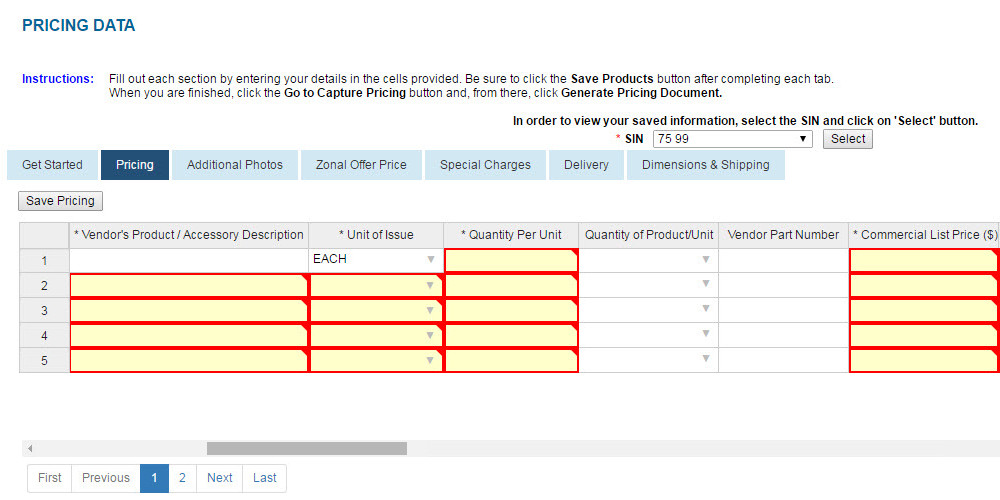 PRICING DATA
Instructions: Fill out each section by entering your details in the cells provided. Be sure to click the Save Products button after completing each tab.
When you are finished, click the Go to Capture Pricing button and, from there, click Generate Pricing Document.
In order to view your saved information, select the SIN and click on 'Select' button.
* SIN 75 99 Select
Get Started Pricing Additional Photos Zonal Offer Price Special Charges Delivery Dimensions & Shipping
Save Pricing
* Vendor's Product / Accessory Description * Unit of Issue * Quantity Per Unit Quantity of Product/Unit Vendor Part Number * Commercial List Price ($)
1 EACH
2
3
4
5
First Previous 1 2 Next Last